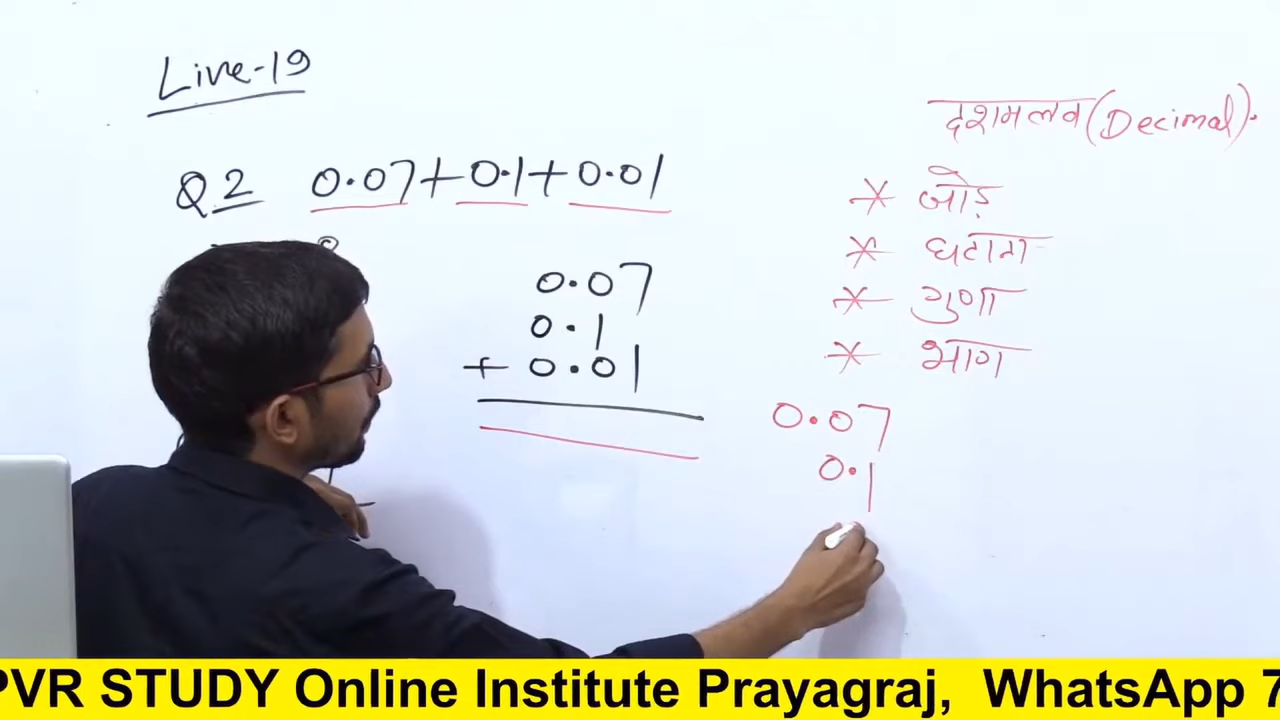 Live-19
दशमलव (Decimal).
Q2 0.07+0.1+0.01
* जोड़
* घटाना
* गुणा
* भाग
0.07
0.1
+ 0.01
0.07
0.1
PVR STUDY Online Institute Prayagraj, WhatsApp 7